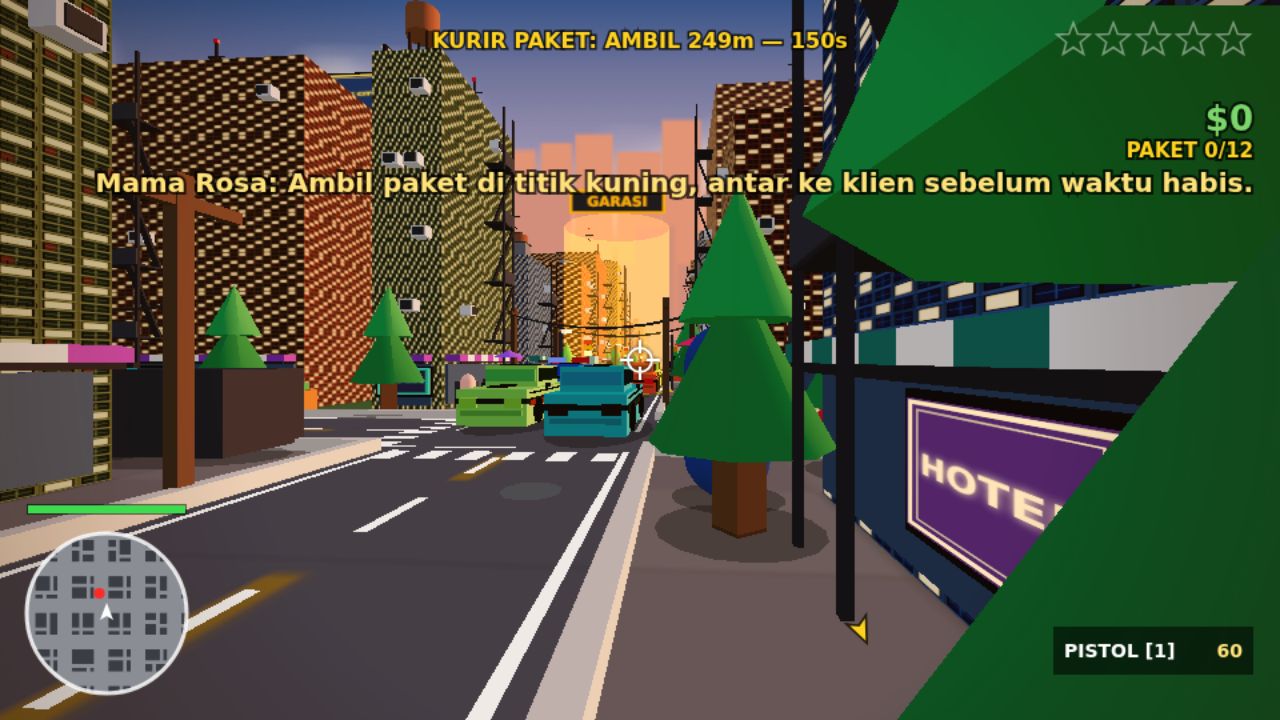 KURIR PAKET: AMBIL 249m — 150s
$0
PAKET 0/12
Mama Rosa: Ambil paket di titik kuning, antar ke klien sebelum waktu habis.
GARASI
HOTEL
PISTOL [1] 60